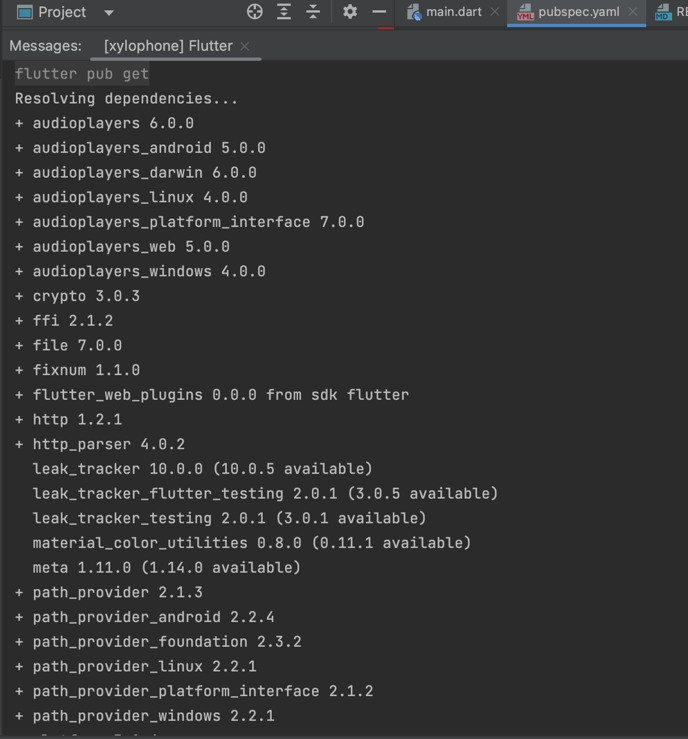 Project
main.dart
YML
pubspec.yaml
MD
RE
Messages:
[xylophone] Flutter
flutter pub get
Resolving dependencies...
+ audioplayers 6.0.0
+ audioplayers_android 5.0.0
+ audioplayers_darwin 6.0.0
+ audioplayers_linux 4.0.0
+ audioplayers_platform_interface 7.0.0
+ audioplayers_web 5.0.0
+ audioplayers_windows 4.0.0
+ crypto 3.0.3
+ ffi 2.1.2
+ file 7.0.0
+ fixnum 1.1.0
+ flutter_web_plugins 0.0.0 from sdk flutter
+ http 1.2.1
+ http_parser 4.0.2
leak_tracker 10.0.0 (10.0.5 available)
leak_tracker_flutter_testing 2.0.1 (3.0.5 available)
leak_tracker_testing 2.0.1 (3.0.1 available)
material_color_utilities 0.8.0 (0.11.1 available)
meta 1.11.0 (1.14.0 available)
+ path_provider 2.1.3
+ path_provider_android 2.2.4
+ path_provider_foundation 2.3.2
+ path_provider_linux 2.2.1
+ path_provider_platform_interface 2.1.2
+ path_provider_windows 2.2.1